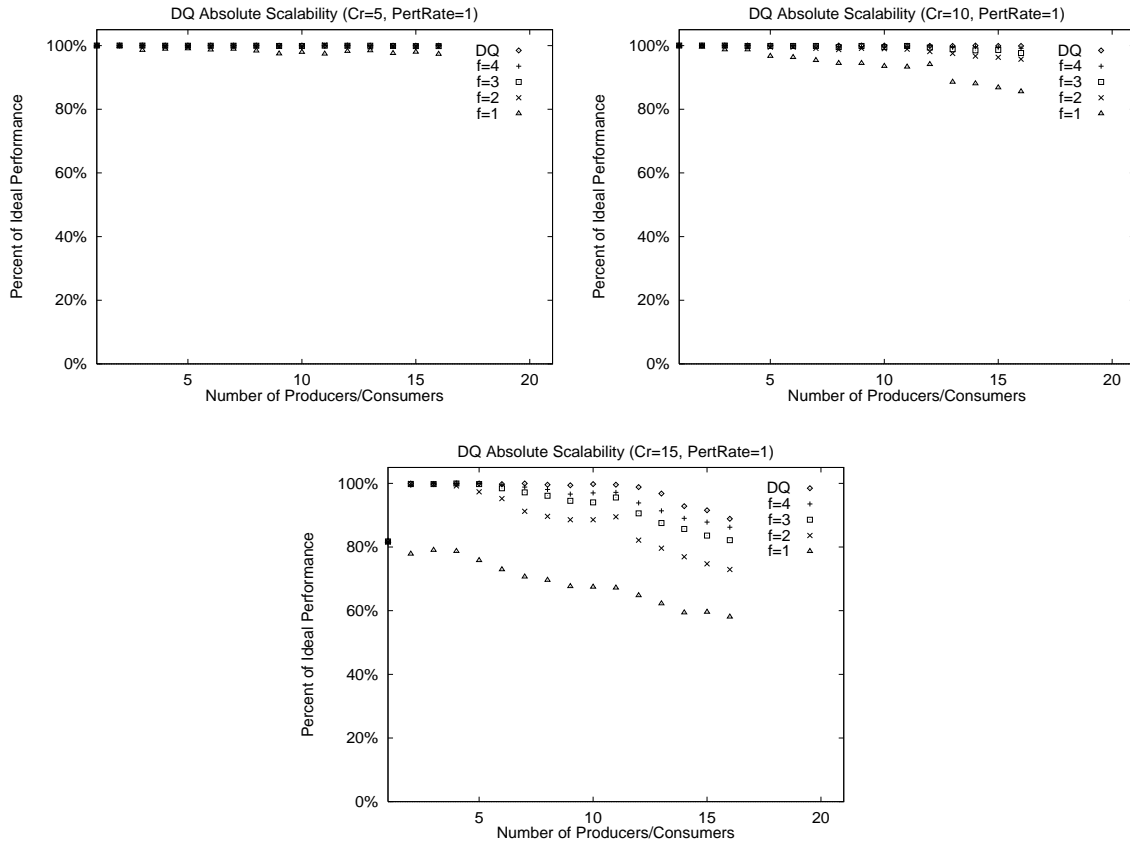 DQ Absolute Scalability (Cr=5, PertRate=1)
100%
80%
60%
40%
20%
0%
Percent of Ideal Performance
5
10
15
20
Number of Producers/Consumers
DQ
f=4
f=3
f=2
f=1
DQ Absolute Scalability (Cr=10, PertRate=1)
100%
80%
60%
40%
20%
0%
Percent of Ideal Performance
5
10
15
20
Number of Producers/Consumers
DQ
f=4
f=3
f=2
f=1
DQ Absolute Scalability (Cr=15, PertRate=1)
100%
80%
60%
40%
20%
0%
Percent of Ideal Performance
5
10
15
20
Number of Producers/Consumers
DQ
f=4
f=3
f=2
f=1